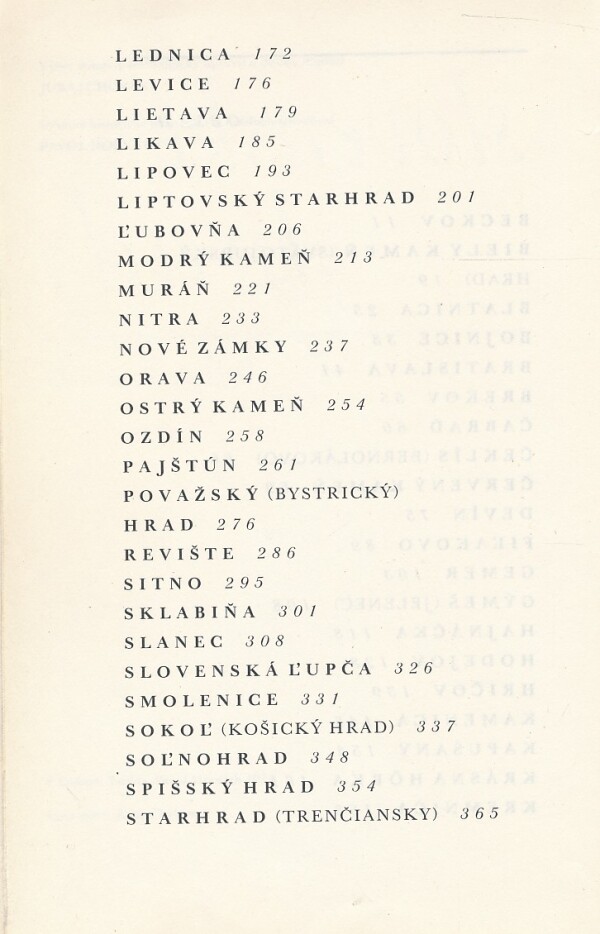 LEDNICA 172
LEVICE 176
LIETAVA 179
LIKAVA 185
LIPOVEC 193
LIPTOVSKÝ STARHRAD 201
ĽUBOVŇA 206
MODRÝ KAMEŇ 213
MURÁŇ 221
NITRA 233
NOVÉ ZÁMKY 237
ORAVA 246
OSTRÝ KAMEŇ 254
OZDÍN 258
PAJŠTÚN 261
POVAŽSKÝ (BYSTRICKÝ)
HRAD 276
REVIŠTE 286
SITNO 295
SKLABIŇA 301
SLANEC 308
SLOVENSKÁ ĽUPČA 326
SMOLENICE 331
SOKOĽ (KOŠICKÝ HRAD) 337
SOĽNOHRAD 348
SPIŠSKÝ HRAD 354
STARHRAD (TRENČIANSKY) 365